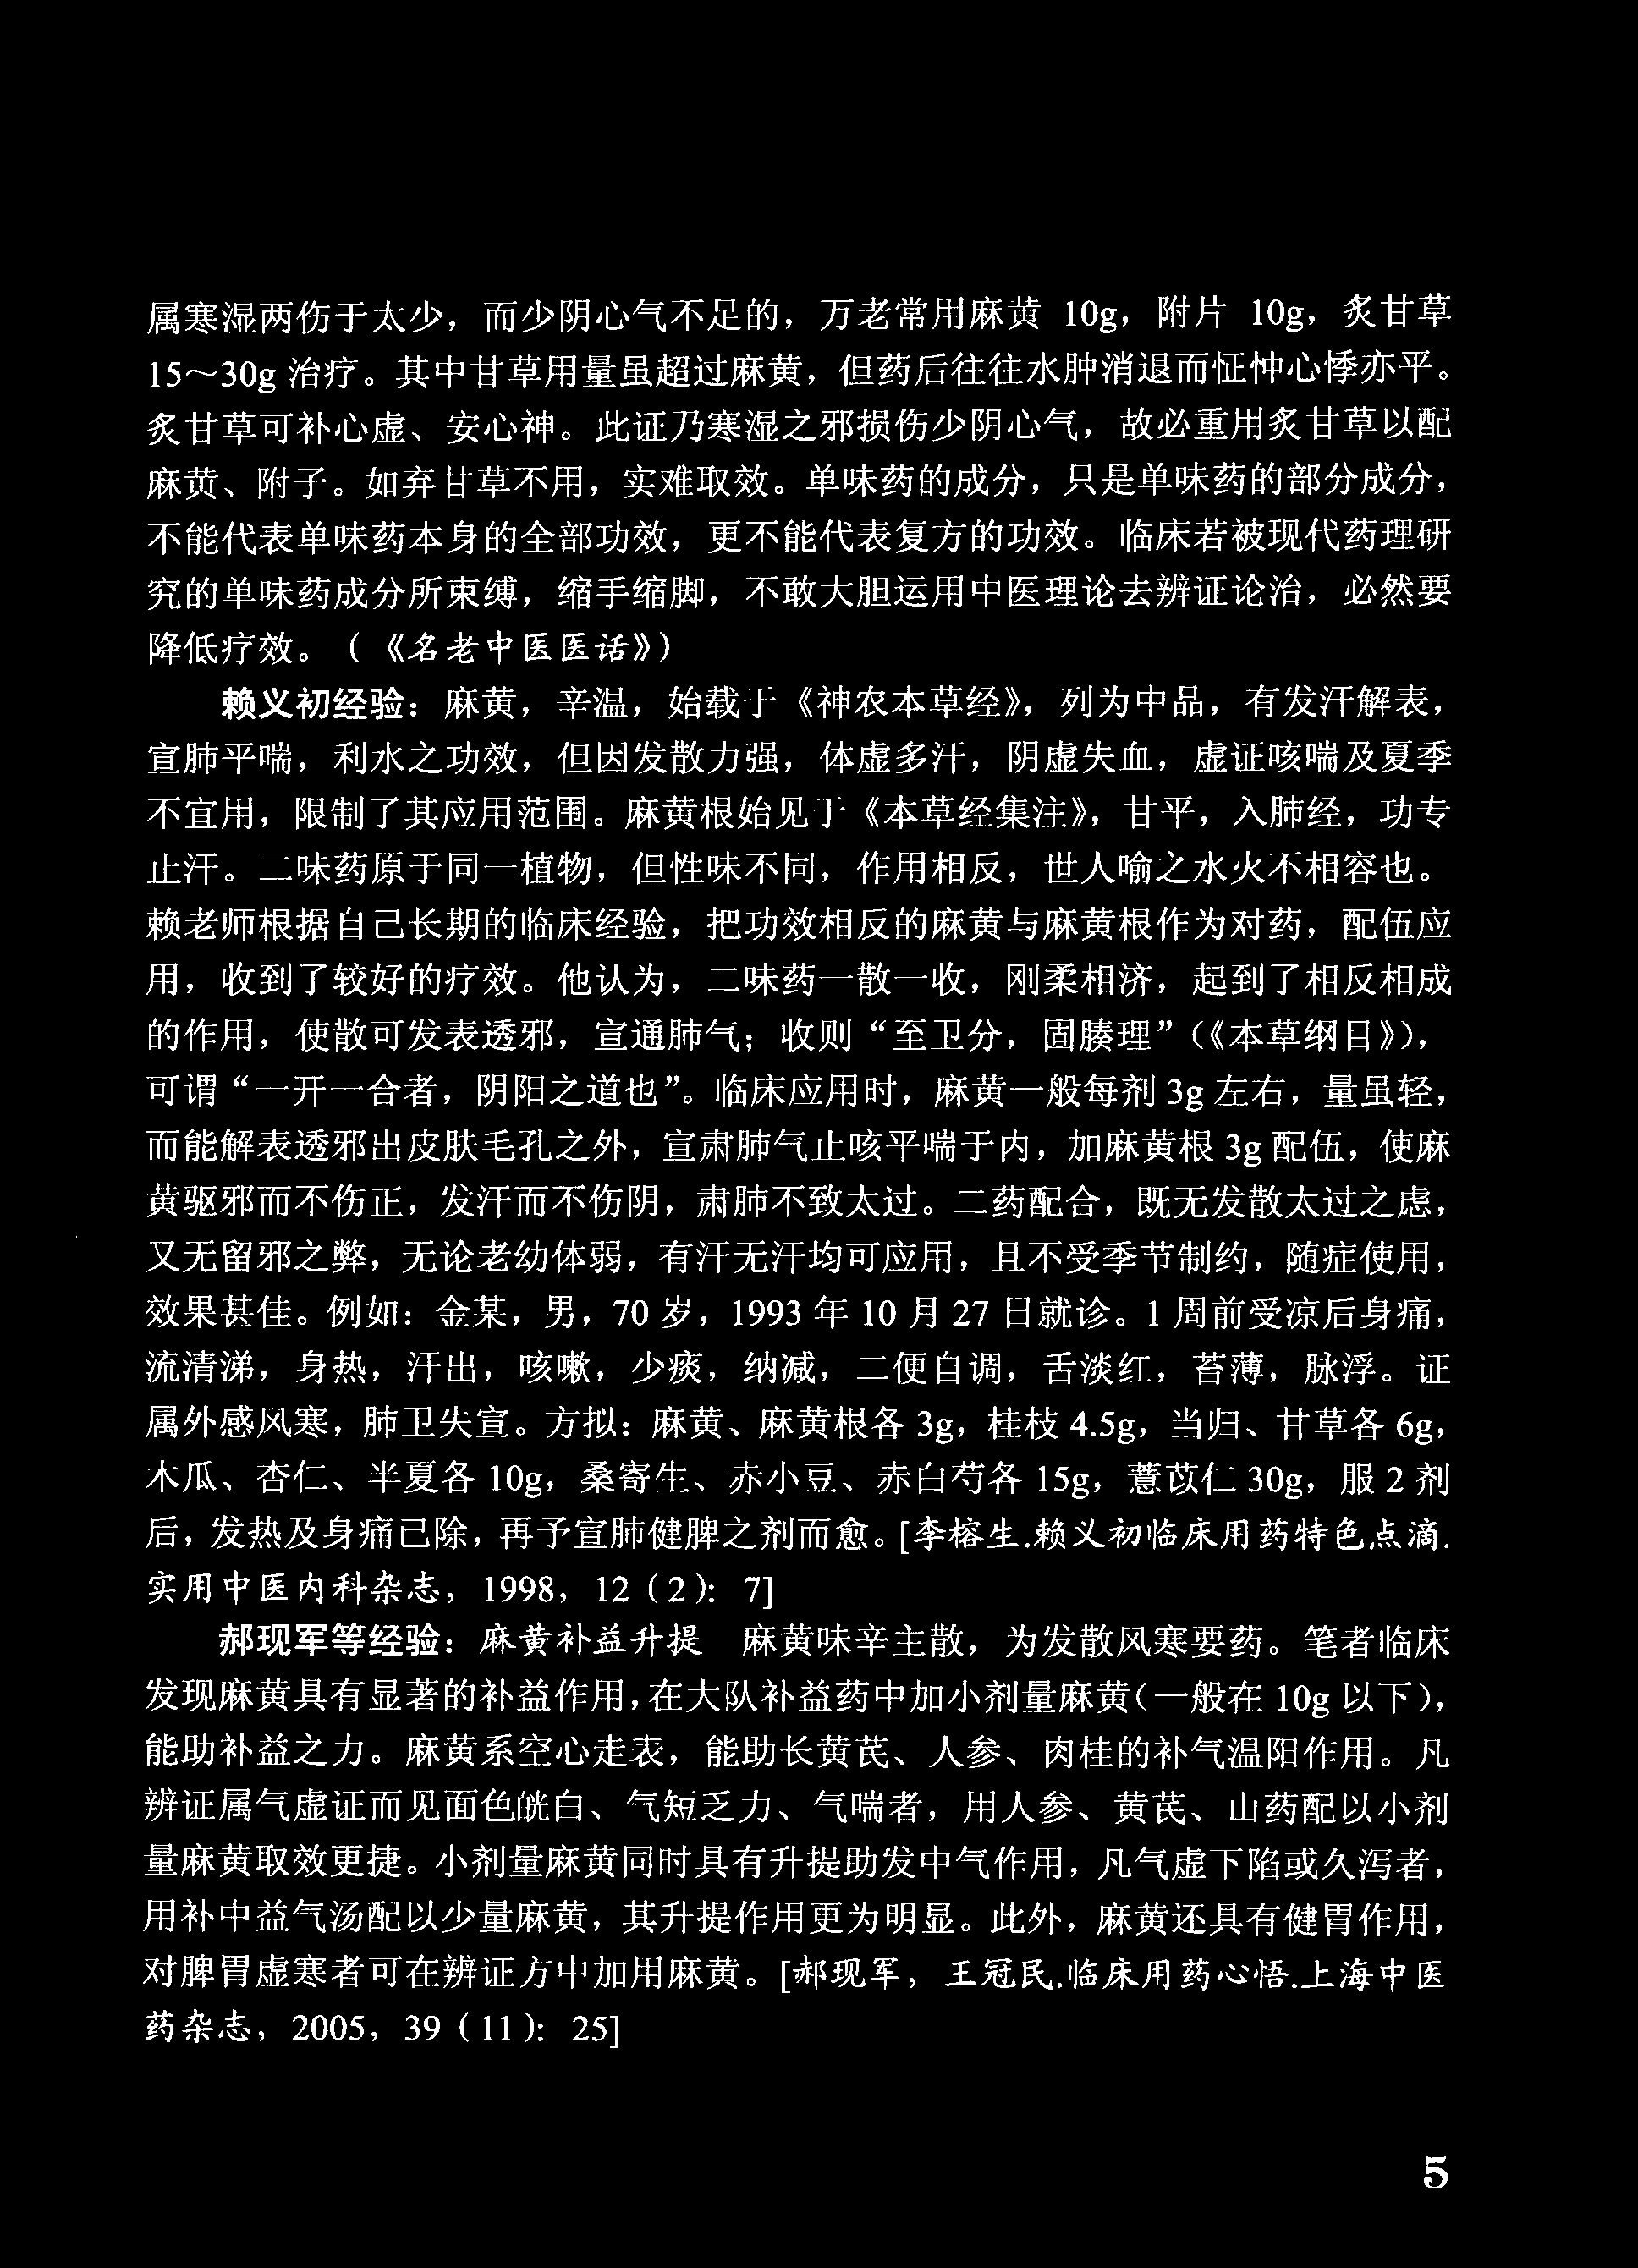 属寒湿两伤于太少，而少阴心气不足的，万老常用麻黄 10g，附片 10g，炙甘草
15～30g 治疗。其中甘草用量虽超过麻黄，但药后往往水肿消退而怔忡心悸亦平。
炙甘草可补心虚、安心神。此证乃寒湿之邪损伤少阴心气，故必重用炙甘草以配
麻黄、附子。如弃甘草不用，实难取效。单味药的成分，只是单味药的部分成分，
不能代表单味药本身的全部功效，更不能代表复方的功效。临床若被现代药理研
究的单味药成分所束缚，缩手缩脚，不敢大胆运用中医理论去辨证论治，必然要
降低疗效。（《名老中医医话》）
赖义初经验：麻黄，辛温，始载于《神农本草经》，列为中品，有发汗解表，
宣肺平喘，利水之功效，但因发散力强，体虚多汗，阴虚失血，虚证咳喘及夏季
不宜用，限制了其应用范围。麻黄根始见于《本草经集注》，甘平，入肺经，功专
止汗。二味药原于同一植物，但性味不同，作用相反，世人喻之水火不相容也。
赖老师根据自己长期的临床经验，把功效相反的麻黄与麻黄根作为对药，配伍应
用，收到了较好的疗效。他认为，二味药一散一收，刚柔相济，起到了相反相成
的作用，使散可发表透邪，宣通肺气；收则“至卫分，固腠理”（《本草纲目》），
可谓“一开一合者，阴阳之道也”。临床应用时，麻黄一般每剂 3g 左右，量虽轻，
而能解表透邪出皮肤毛孔之外，宣肃肺气止咳平喘于内，加麻黄根 3g 配伍，使麻
黄驱邪而不伤正，发汗而不伤阴，肃肺不致太过。二药配合，既无发散太过之虑，
又无留邪之弊，无论老幼体弱，有汗无汗均可应用，且不受季节制约，随症使用，
效果甚佳。例如：金某，男，70 岁，1993 年 10 月 27 日就诊。1 周前受凉后身痛，
流清涕，身热，汗出，咳嗽，少痰，纳减，二便自调，舌淡红，苔薄，脉浮。证
属外感风寒，肺卫失宣。方拟：麻黄、麻黄根各 3g，桂枝 4.5g，当归、甘草各 6g，
木瓜、杏仁、半夏各 10g，桑寄生、赤小豆、赤白芍各 15g，薏苡仁 30g，服 2 剂
后，发热及身痛已除，再予宣肺健脾之剂而愈。[李榕生.赖义初临床用药特色点滴.
实用中医内科杂志，1998，12（2）：7]
郝现军等经验：麻黄补益升提　麻黄味辛主散，为发散风寒要药。笔者临床
发现麻黄具有显著的补益作用，在大队补益药中加小剂量麻黄（一般在 10g 以下），
能助补益之力。麻黄系空心走表，能助长黄芪、人参、肉桂的补气温阳作用。凡
辨证属气虚证而见面色㿠白、气短乏力、气喘者，用人参、黄芪、山药配以小剂
量麻黄取效更捷。小剂量麻黄同时具有升提助发中气作用，凡气虚下陷或久泻者，
用补中益气汤配以少量麻黄，其升提作用更为明显。此外，麻黄还具有健胃作用，
对脾胃虚寒者可在辨证方中加用麻黄。[郝现军，王冠民.临床用药心悟.上海中医
药杂志，2005，39（11）：25]
5